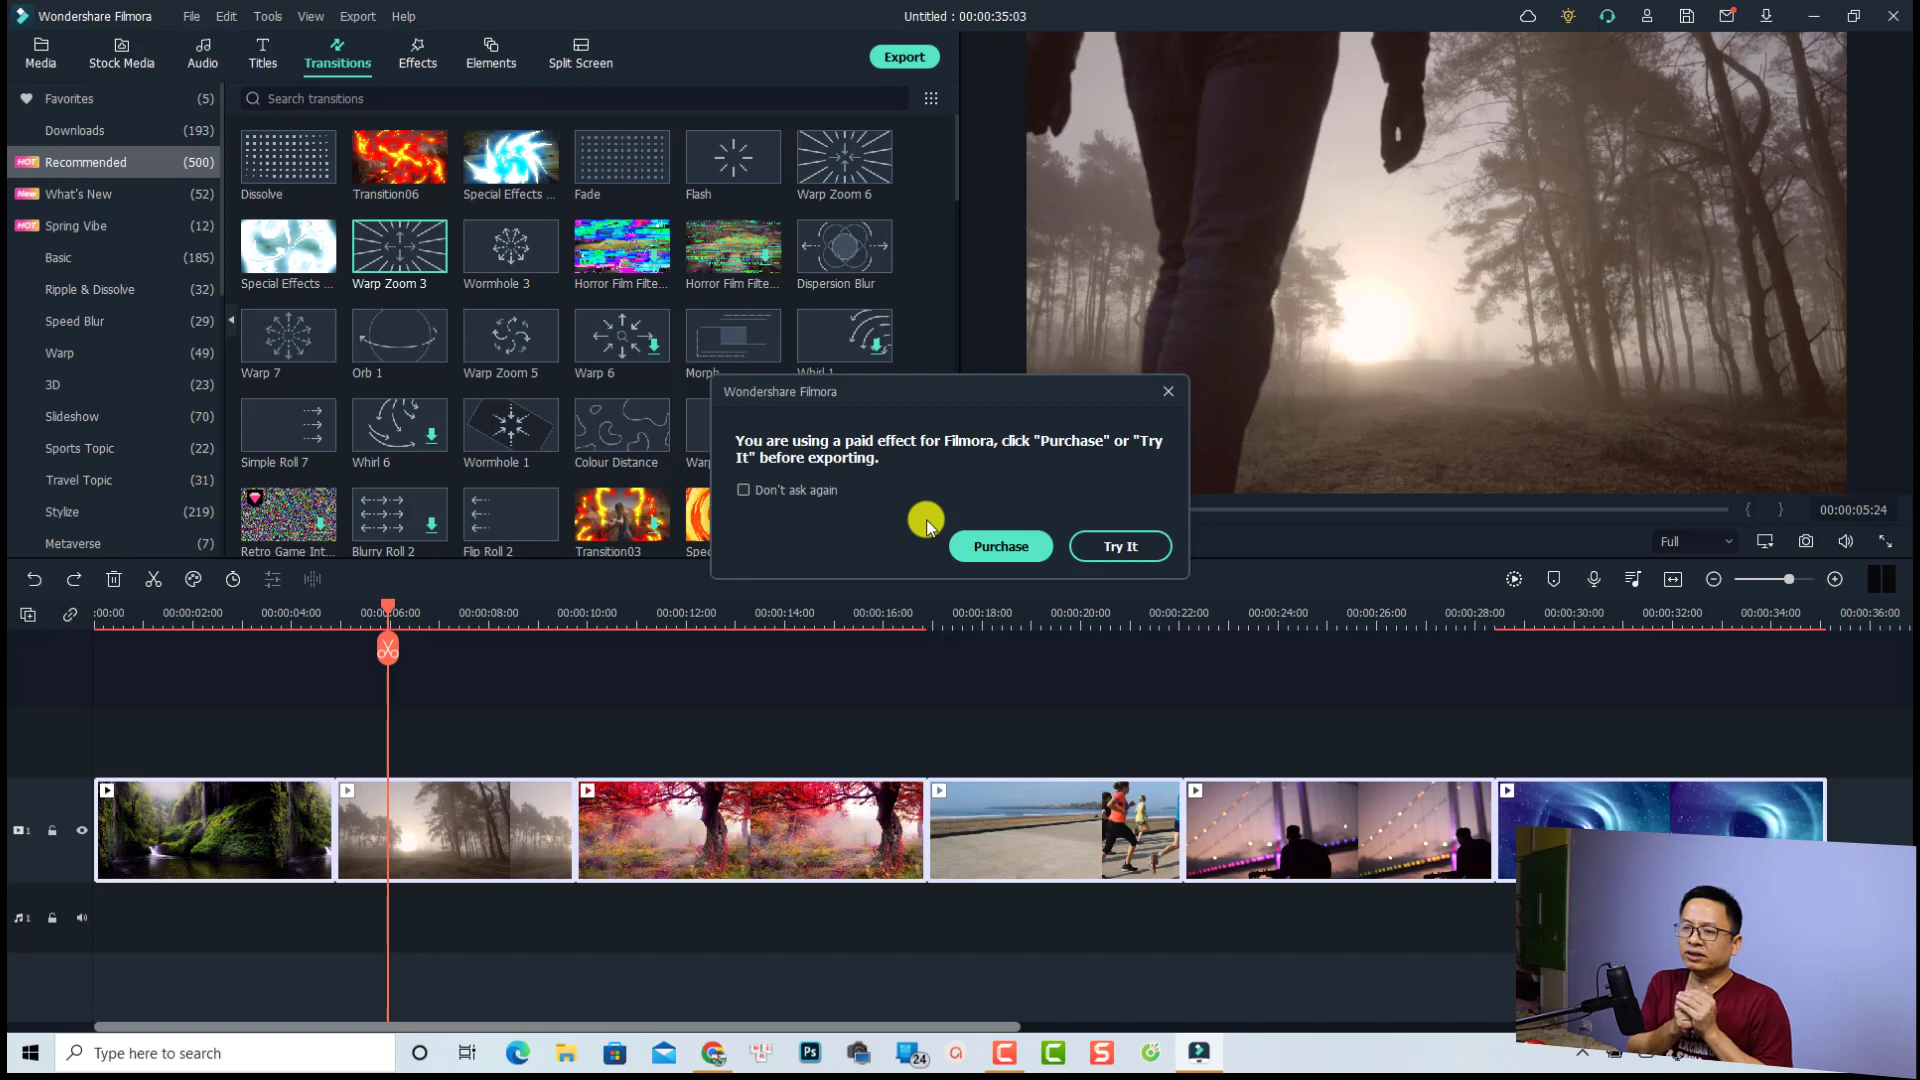 Wondershare Filmora
File Edit Tools View Export Help
Untitled : 00:00:35:03
Media
Stock Media
Audio
Titles
Transitions
Effects
Elements
Split Screen
Export
Favorites (5)
Downloads (193)
HOT Recommended (500)
New What's New (52)
HOT Spring Vibe (12)
Basic (185)
Ripple & Dissolve (32)
Speed Blur (29)
Warp (49)
3D (23)
Slideshow (70)
Sports Topic (22)
Travel Topic (31)
Stylize (219)
Metaverse (7)
Search transitions
Dissolve Transition06 Special Effects ... Fade Flash Warp Zoom 6
Special Effects ... Warp Zoom 3 Wormhole 3 Horror Film Filte... Horror Film Filte... Dispersion Blur
Warp 7 Orb 1 Warp Zoom 5 Warp 6 Morph Whirl 1
Simple Roll 7 Whirl 6 Wormhole 1 Colour Distance Warp
Retro Game Int... Blurry Roll 2 Flip Roll 2 Transition03 Spe
Wondershare Filmora
You are using a paid effect for Filmora, click "Purchase" or "Try
It" before exporting.
Don't ask again
Purchase
Try It
{ } 00:00:05:24
Full
:00:00 00:00:02:00 00:00:04:00 00:00:06:00 00:00:08:00 00:00:10:00 00:00:12:00 00:00:14:00 00:00:16:00 00:00:18:00 00:00:20:00 00:00:22:00 00:00:24:00 00:00:26:00 00:00:28:00 00:00:30:00 00:00:32:00 00:00:34:00 00:00:36:00
1
1
Type here to search
Ps
24